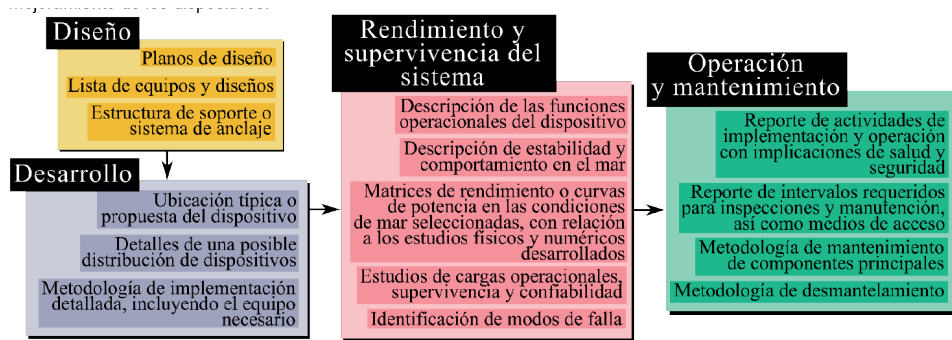 mejoramiento de los dispositivos.
Diseño
Planos de diseño
Lista de equipos y diseños
Estructura de soporte o
sistema de anclaje
Desarrollo
Ubicación típica o
propuesta del dispositivo
Detalles de una posible
distribución de dispositivos
Metodología de implementación
detallada, incluyendo el equipo
necesario
Rendimiento y
supervivencia del
sistema
Descripción de las funciones
operacionales del dispositivo
Descripción de estabilidad y
comportamiento en el mar
Matrices de rendimiento o curvas
de potencia en las condiciones
de mar seleccionadas, con relación
a los estudios físicos y numéricos
desarrollados
Estudios de cargas operacionales,
supervivencia y confiabilidad
Identificación de modos de falla
Operación
y mantenimiento
Reporte de actividades de
implementación y operación
con implicaciones de salud y
seguridad
Reporte de intervalos requeridos
para inspecciones y manutención,
así como medios de acceso
Metodología de mantenimiento
de componentes principales
Metodología de desmantelamiento